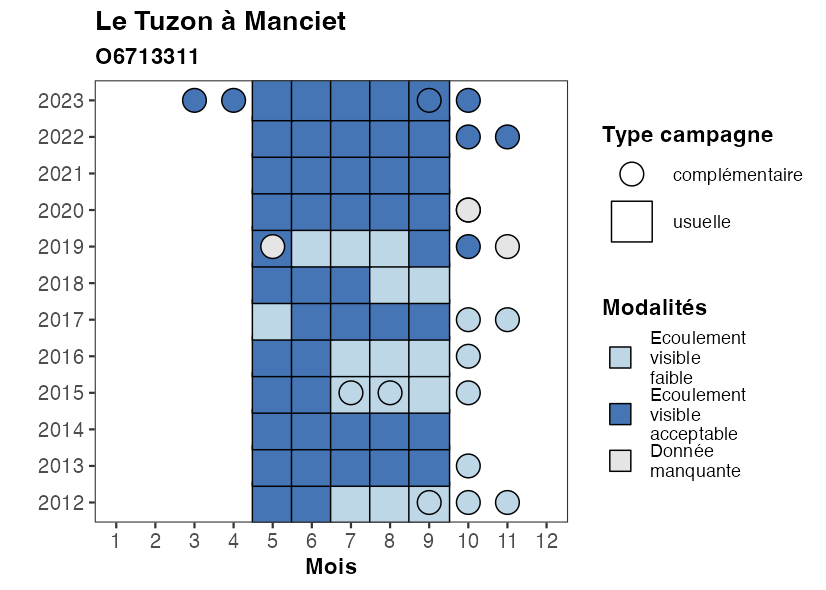 Le Tuzon à Manciet
O6713311
2023
2022
2021
2020
2019
2018
2017
2016
2015
2014
2013
2012
1 2 3 4 5 6 7 8 9 10 11 12
Mois
Type campagne
complémentaire
usuelle
Modalités
Ecoulement
visible
faible
Ecoulement
visible
acceptable
Donnée
manquante